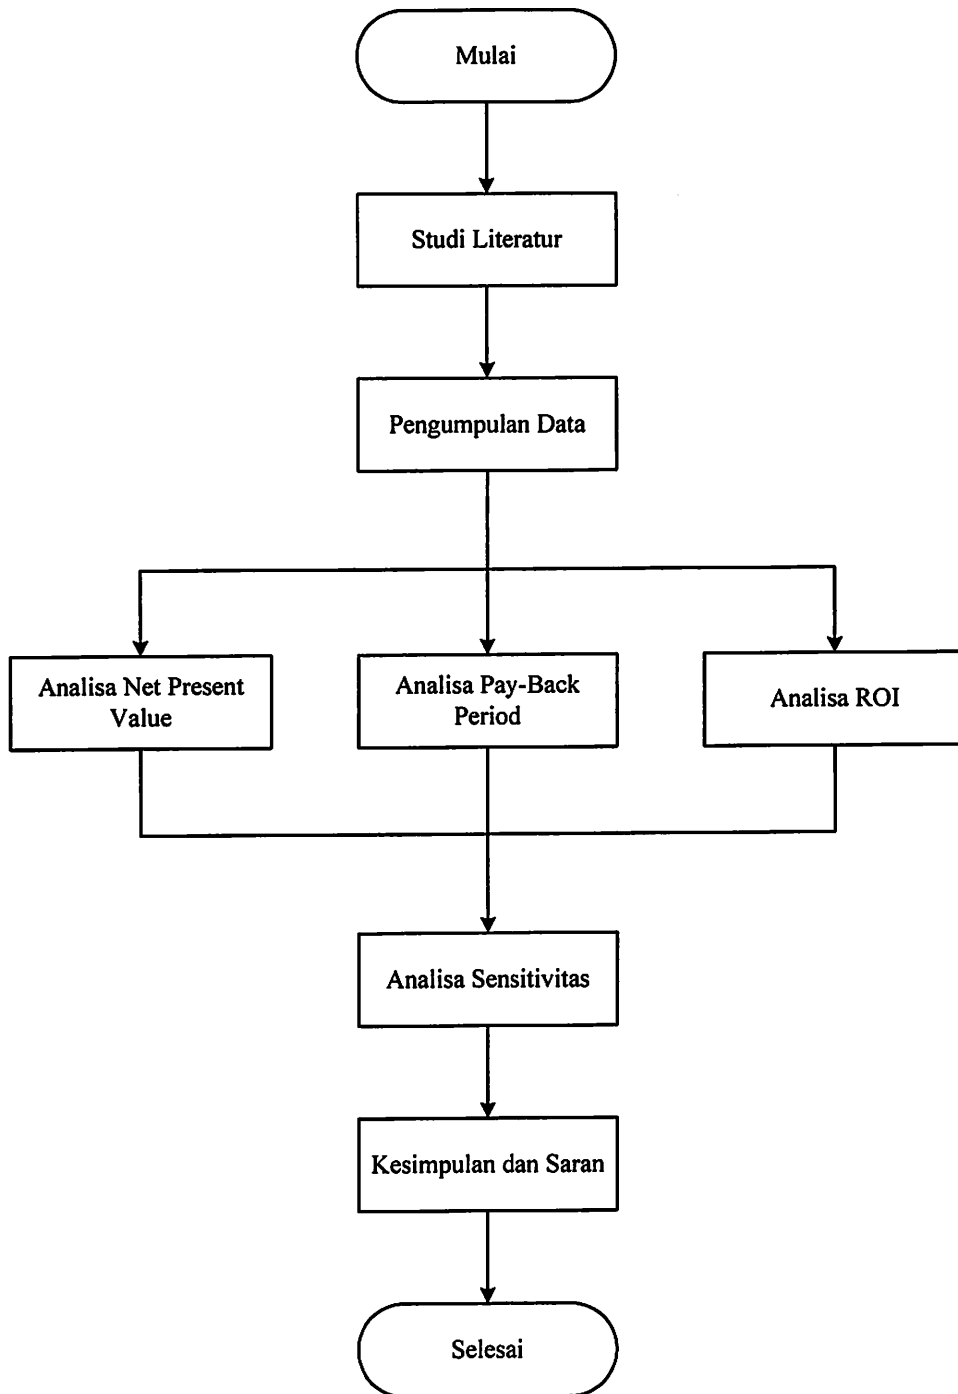 Mulai
Studi Literatur
Pengumpulan Data
Analisa Net Present
Value
Analisa Pay-Back
Period
Analisa ROI
Analisa Sensitivitas
Kesimpulan dan Saran
Selesai